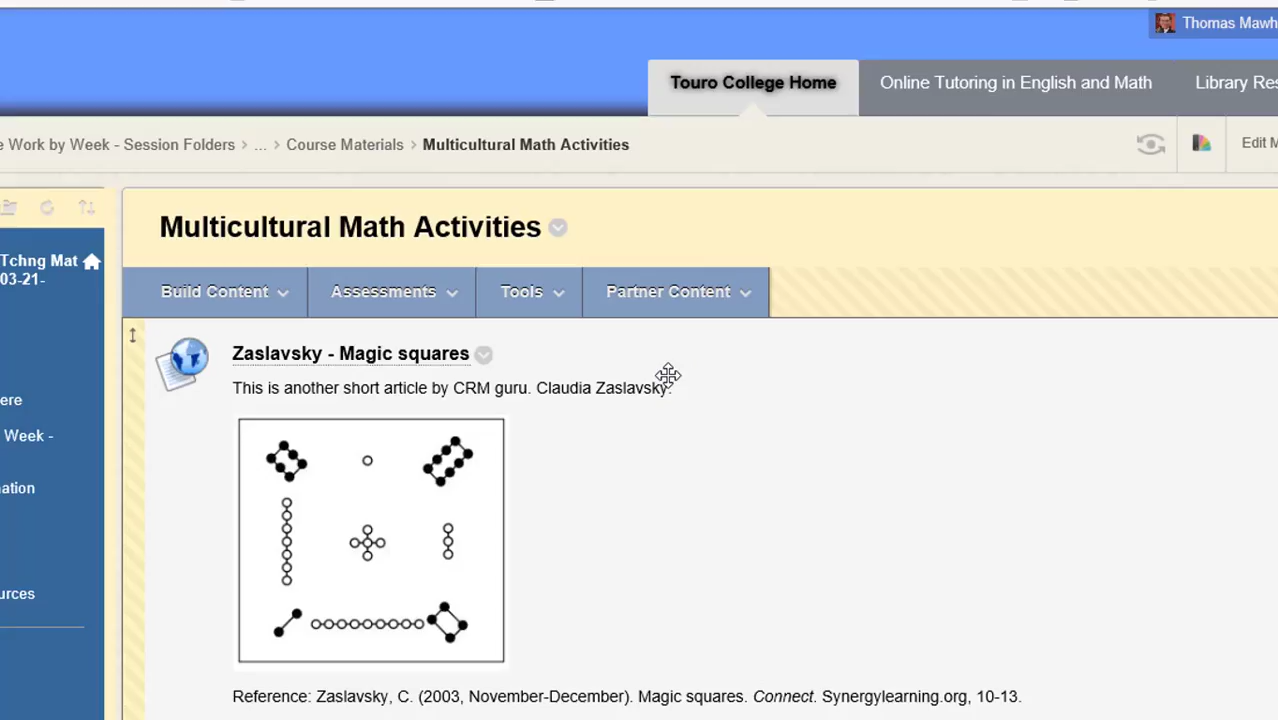 Thomas Mawh
Touro College Home
Online Tutoring in English and Math
Library Res
e Work by Week - Session Folders > ... > Course Materials > Multicultural Math Activities
Edit M
Multicultural Math Activities
Tchng Mat
03-21-
Build Content
Assessments
Tools
Partner Content
Zaslavsky - Magic squares
This is another short article by CRM guru. Claudia Zaslavsky.
ere
Week -
ation
urces
Reference: Zaslavsky, C. (2003, November-December). Magic squares. Connect. Synergylearning.org, 10-13.